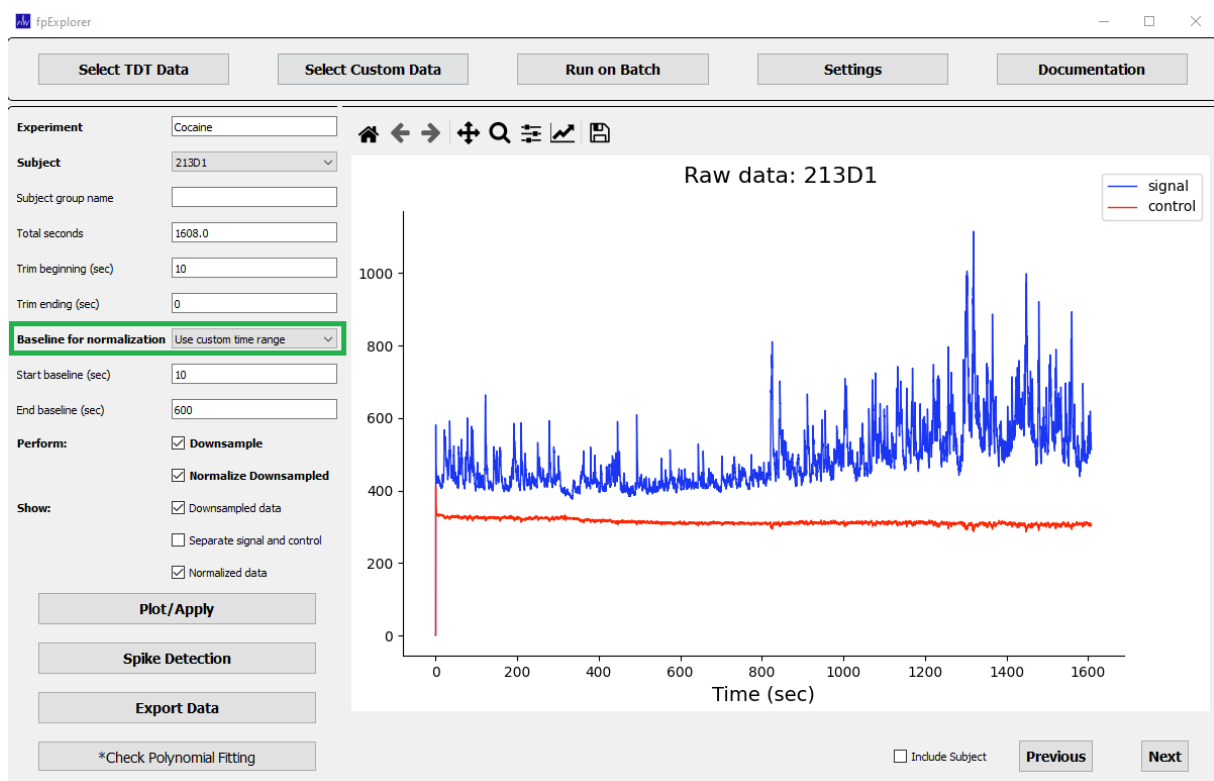 fpExplorer
Select TDT Data Select Custom Data Run on Batch Settings Documentation
Experiment Cocaine
Subject 213D1
Subject group name
Total seconds 1608.0
Trim beginning (sec) 10
Trim ending (sec) 0
Baseline for normalization Use custom time range
Start baseline (sec) 10
End baseline (sec) 600
Perform: Downsample
Normalize Downsampled
Show: Downsampled data
Separate signal and control
Normalized data
Plot/Apply
Spike Detection
Export Data
*Check Polynomial Fitting
Raw data: 213D1
signal
control
1000
800
600
400
200
0
0 200 400 600 800 1000 1200 1400 1600
Time (sec)
Include Subject Previous Next